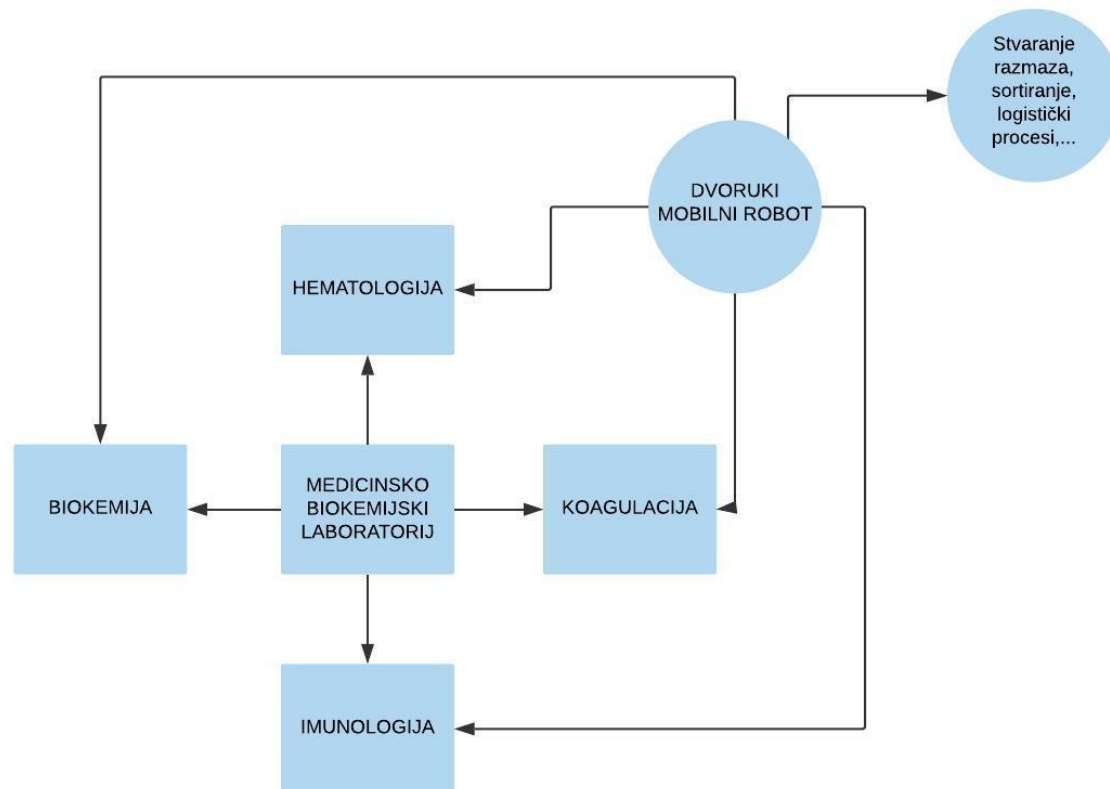 Stvaranje
razmaza,
sortiranje,
logistički
procesi,...
DVORUKI
MOBILNI ROBOT
HEMATOLOGIJA
BIOKEMIJA
MEDICINSKO
BIOKEMIJSKI
LABORATORIJ
KOAGULACIJA
IMUNOLOGIJA